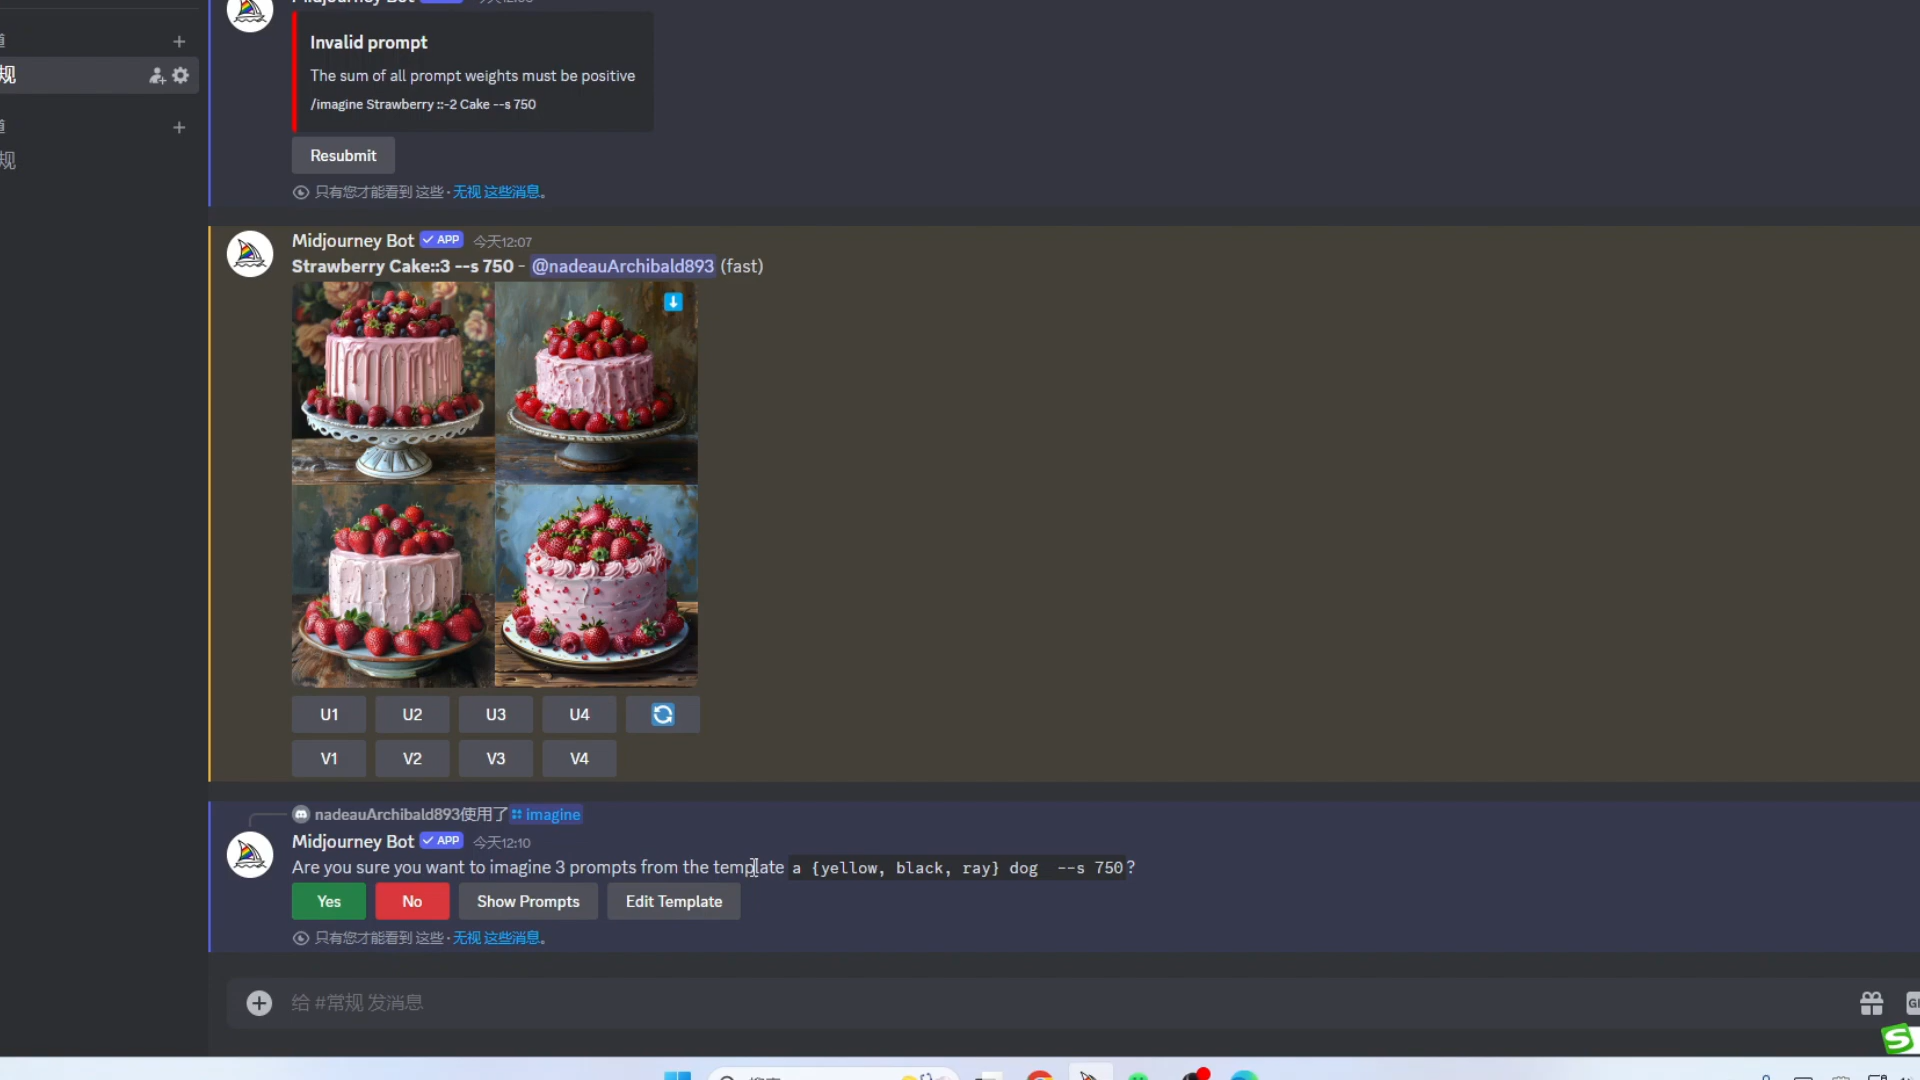 规
规
Invalid prompt
The sum of all prompt weights must be positive
/imagine Strawberry ::-2 Cake --s 750
Resubmit
只有您才能看到 这些 · 无视 这些消息。
Midjourney Bot APP 今天12:07
Strawberry Cake::3 --s 750 - @nadeauArchibald893 (fast)
U1 U2 U3 U4
V1 V2 V3 V4
nadeauArchibald893使用了 imagine
Midjourney Bot APP 今天12:10
Are you sure you want to imagine 3 prompts from the template a {yellow, black, ray} dog --s 750?
Yes No Show Prompts Edit Template
只有您才能看到 这些 · 无视 这些消息。
给 #常规 发消息